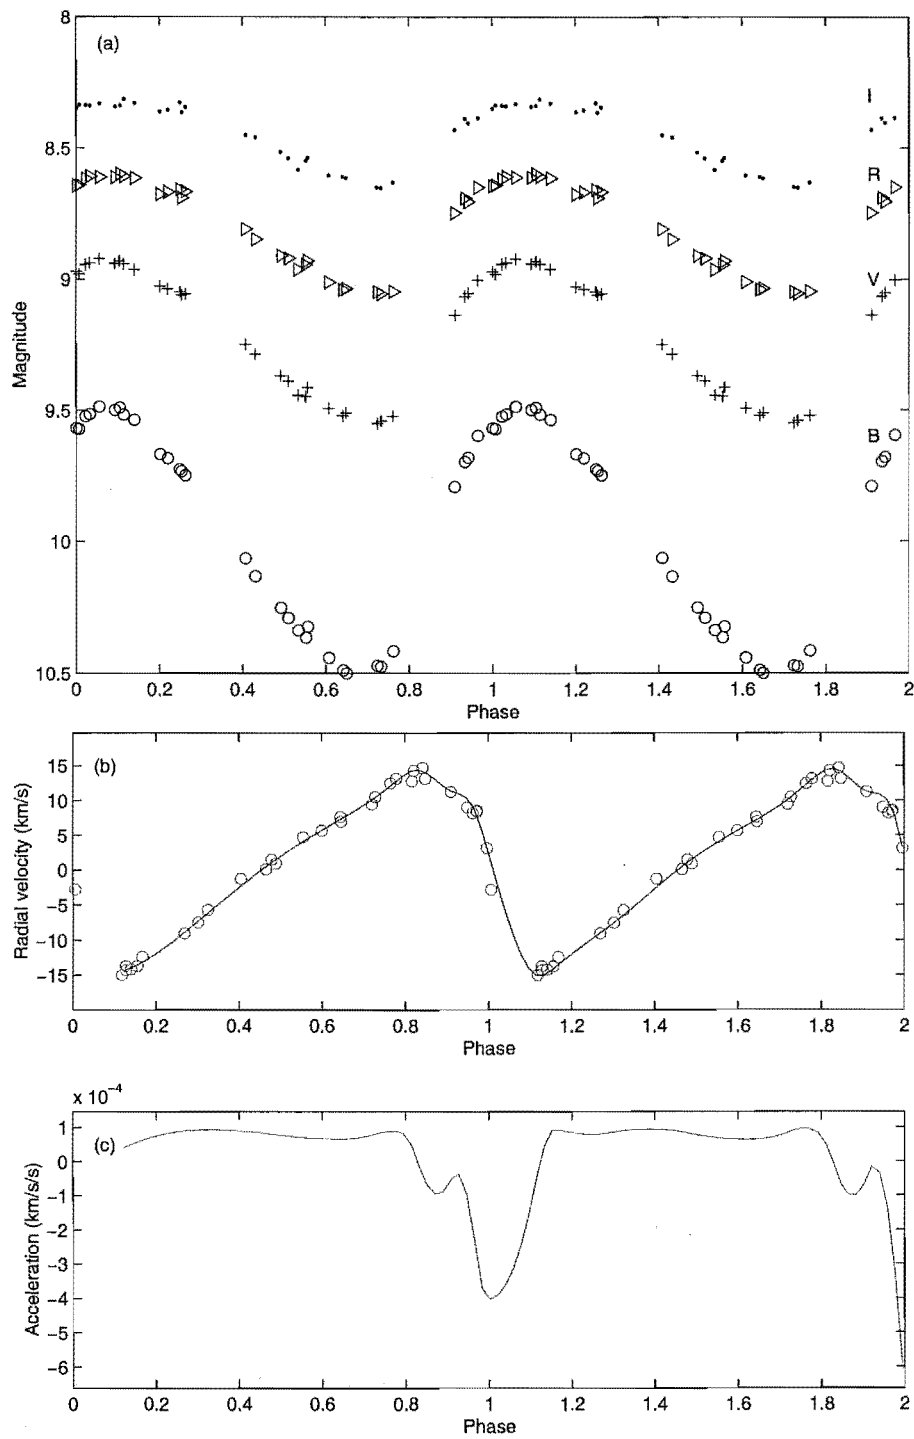 8
(a)
I
8.5
R
9
V
Magnitude
9.5
B
10
10.5
0 0.2 0.4 0.6 0.8 1 1.2 1.4 1.6 1.8 2
Phase
(b)
15
10
5
0
−5
−10
−15
Radial velocity (km/s)
0 0.2 0.4 0.6 0.8 1 1.2 1.4 1.6 1.8 2
Phase
x 10−4
(c)
1
0
−1
−2
−3
−4
−5
−6
Acceleration (km/s/s)
0 0.2 0.4 0.6 0.8 1 1.2 1.4 1.6 1.8 2
Phase